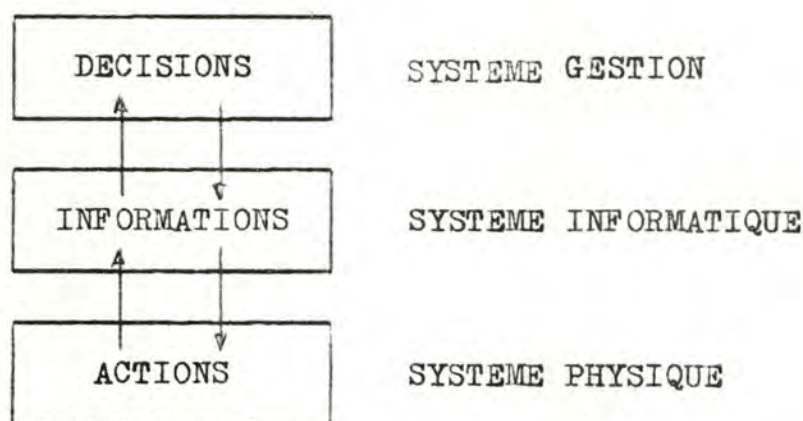 DECISIONS SYSTEME GESTION
INFORMATIONS SYSTEME INFORMATIQUE
ACTIONS SYSTEME PHYSIQUE